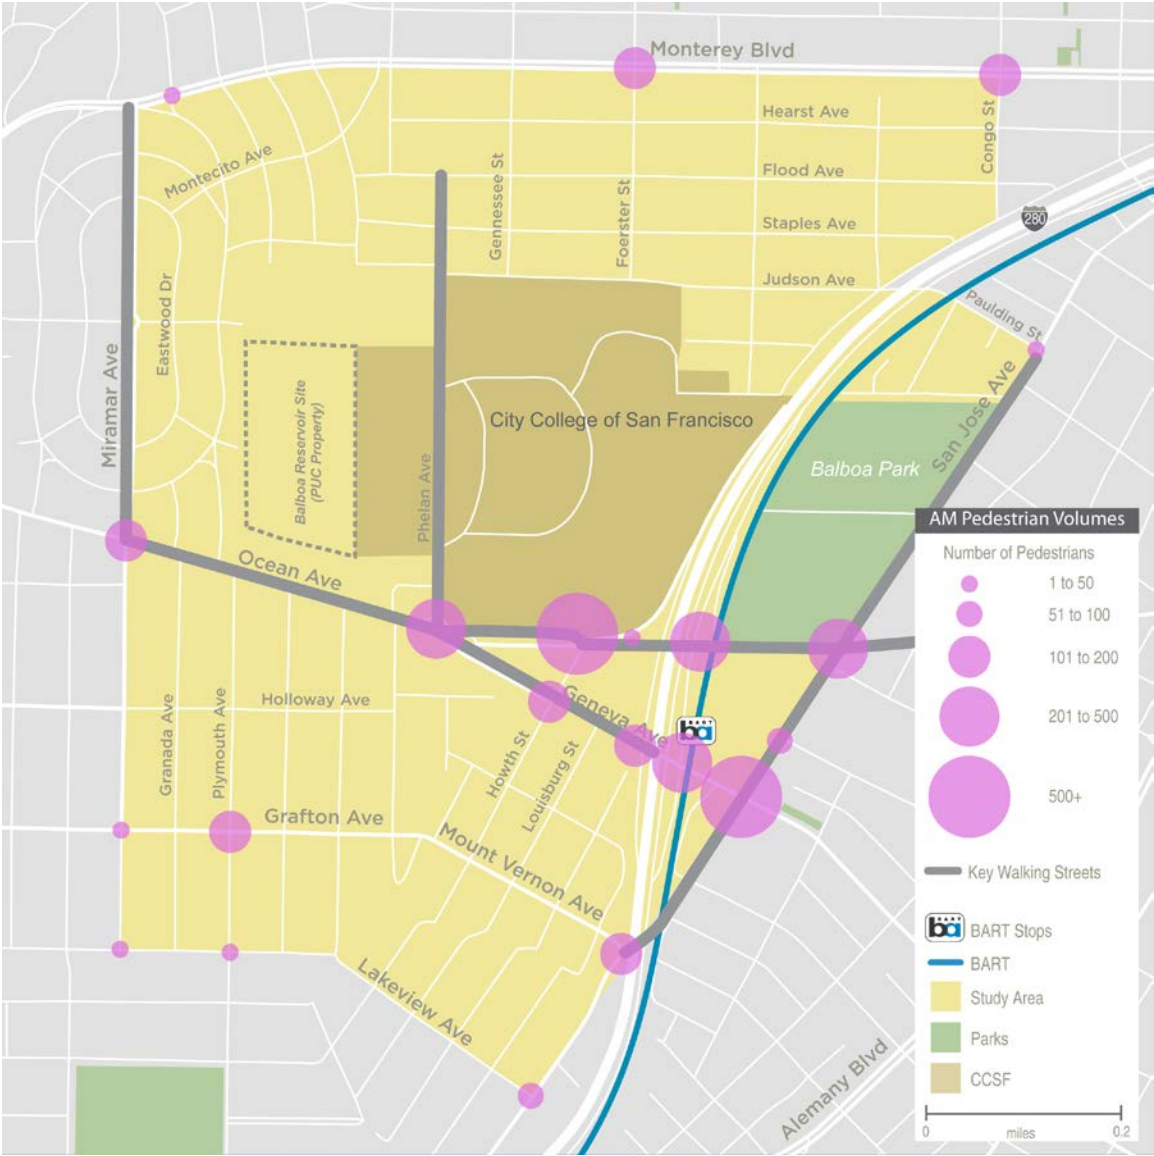 Monterey Blvd
Hearst Ave
Congo St
Montecito Ave
Gennessee St
Flood Ave
Foerster St
280
Staples Ave
Judson Ave
Eastwood Dr
Paulding St
Miramar Ave
San Jose Ave
Balboa Reservoir Site
(PUC Property)
City College of San Francisco
Phelan Ave
Balboa Park
Ocean Ave
Geneva Ave
Holloway Ave
Granada Ave
Plymouth Ave
Howth St
Louisburg St
BART
ba
Grafton Ave
Mount Vernon Ave
Lakeview Ave
Alemany Blvd
AM Pedestrian Volumes
Number of Pedestrians
1 to 50
51 to 100
101 to 200
201 to 500
500+
Key Walking Streets
BART
ba
BART Stops
BART
Study Area
Parks
CCSF
0 miles 0.2